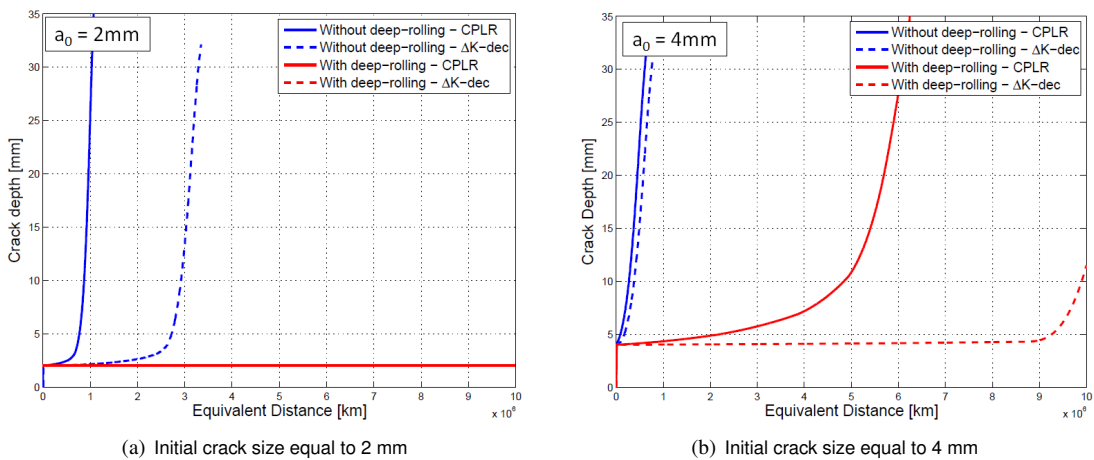 a₀ = 2mm
Without deep-rolling – CPLR
Without deep-rolling – ΔK-dec
With deep-rolling – CPLR
With deep-rolling – ΔK-dec
Crack depth [mm]
35
30
25
20
15
10
5
0
0 1 2 3 4 5 6 7 8 9 10
Equivalent Distance [km]
x 10⁶
(a) Initial crack size equal to 2 mm
a₀ = 4mm
Without deep-rolling – CPLR
Without deep-rolling – ΔK-dec
With deep-rolling – CPLR
With deep-rolling – ΔK-dec
Crack Depth [mm]
35
30
25
20
15
10
5
0
0 1 2 3 4 5 6 7 8 9 10
Equivalent Distance [km]
x 10⁶
(b) Initial crack size equal to 4 mm